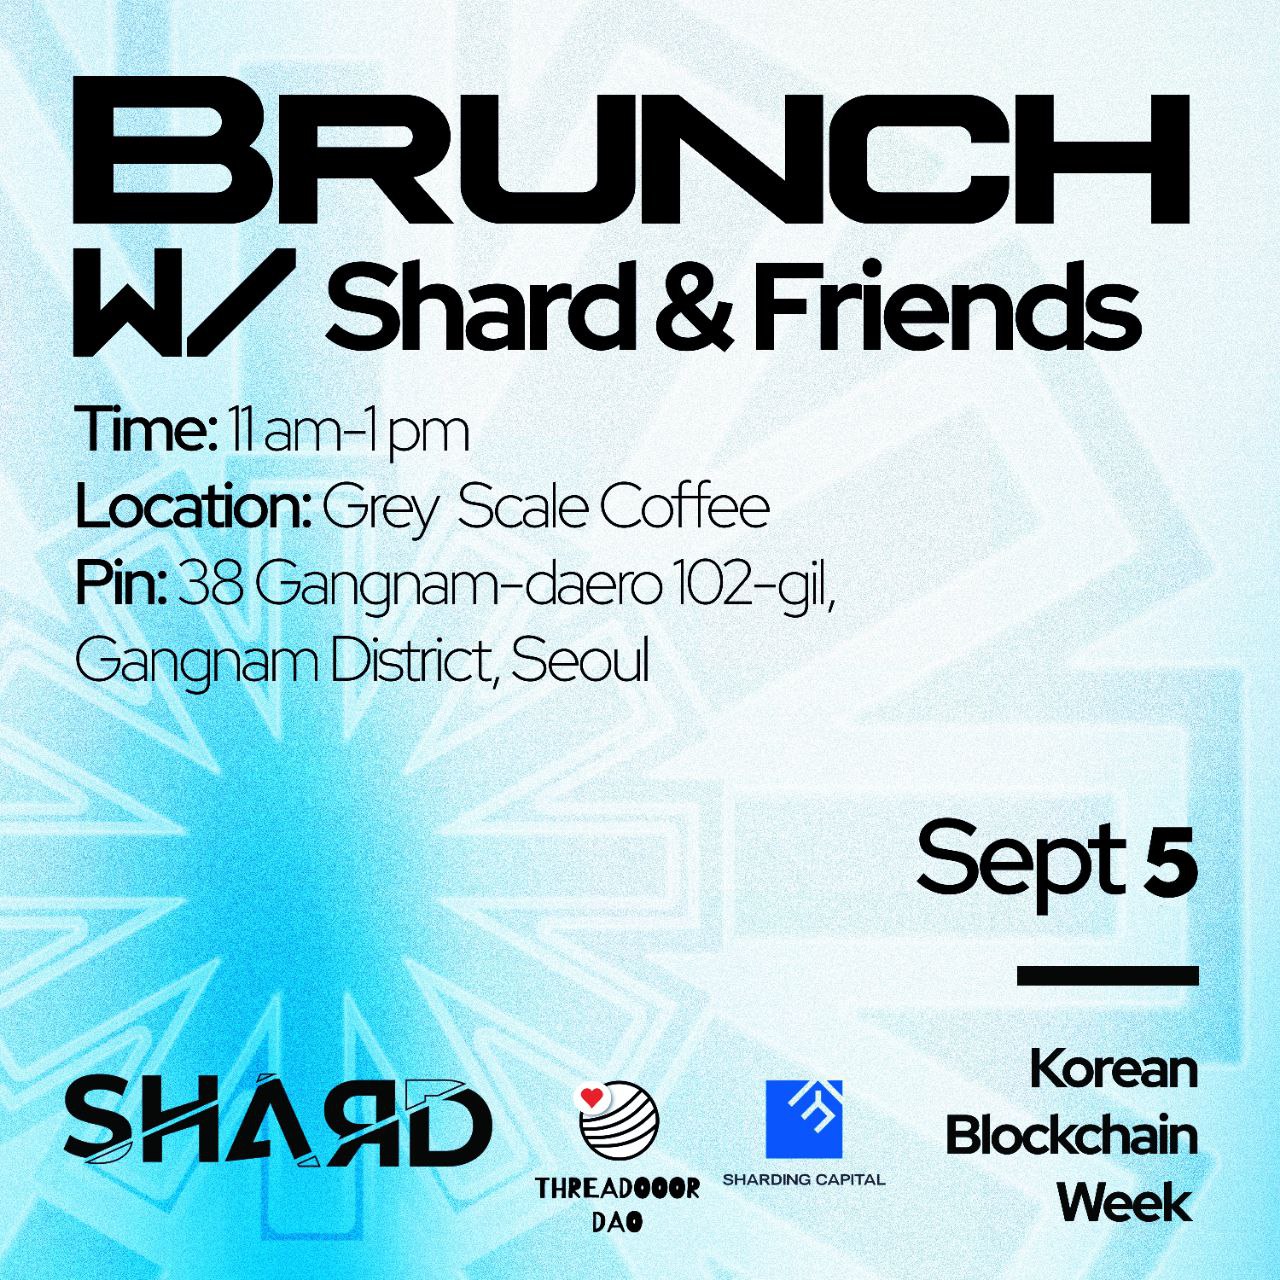 BRUNCH
W/ Shard & Friends
Time: 11 am-1 pm
Location: Grey Scale Coffee
Pin: 38 Gangnam-daero 102-gil,
Gangnam District, Seoul
Sept 5
Korean
Blockchain
Week
SHARD
THREADOOOR
DAO
SHARDING CAPITAL